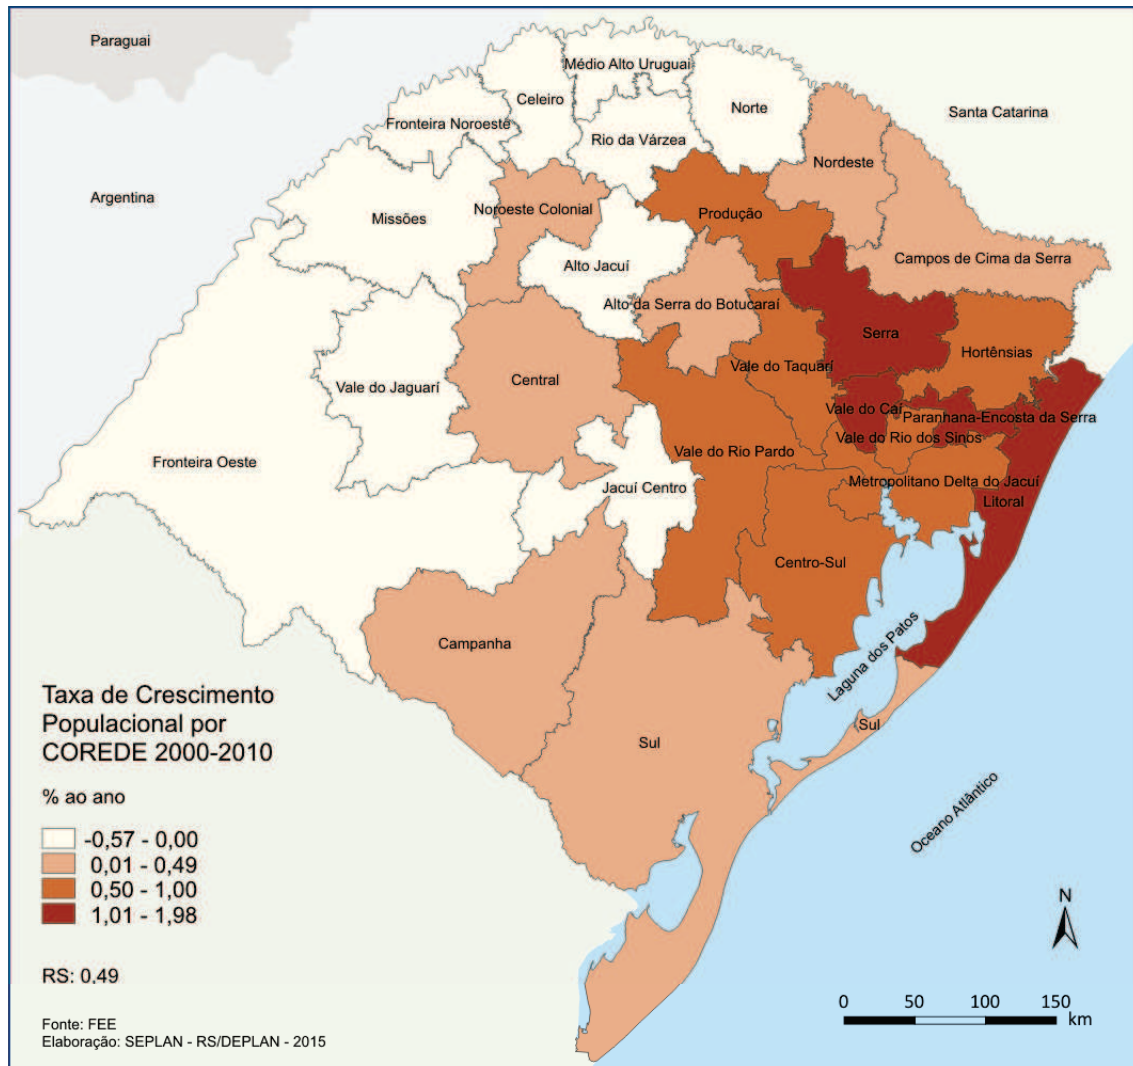 Paraguai
Médio Alto Uruguai
Celeiro
Norte
Santa Catarina
Fronteira Noroeste
Rio da Várzea
Nordeste
Argentina
Missões
Noroeste Colonial
Produção
Alto Jacuí
Campos de Cima da Serra
Alto da Serra do Botucaraí
Serra
Hortênsias
Vale do Taquarí
Central
Vale do Jaguarí
Vale do Caí
Paranhana-Encosta da Serra
Vale do Rio dos Sinos
Vale do Rio Pardo
Fronteira Oeste
Metropolitano Delta do Jacuí
Jacuí Centro
Litoral
Centro-Sul
Campanha
Laguna dos Patos
Sul
Sul
Oceano Atlântico
Taxa de Crescimento
Populacional por
COREDE 2000-2010
% ao ano
-0,57 - 0,00
0,01 - 0,49
0,50 - 1,00
1,01 - 1,98
RS: 0,49
Fonte: FEE
Elaboração: SEPLAN - RS/DEPLAN - 2015
N
0 50 100 150
km